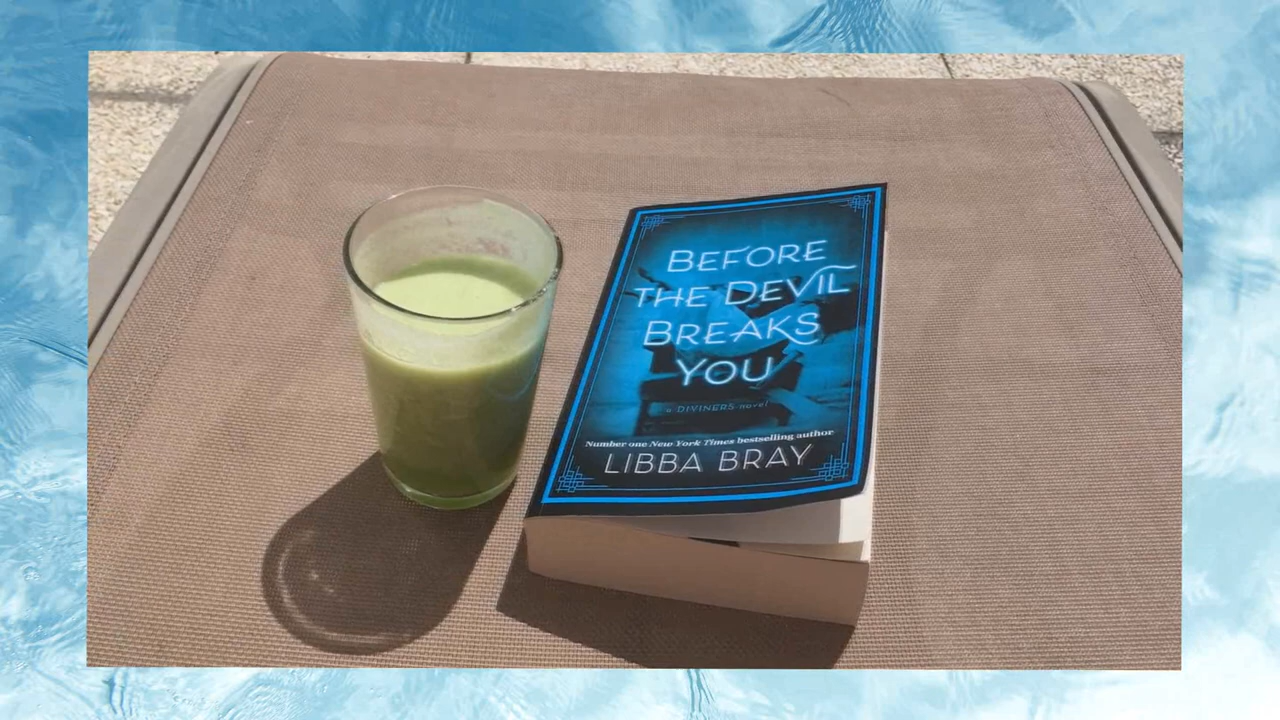 BEFORE
THE DEVIL
BREAKS
YOU
a DIVINERS novel
Number one New York Times bestselling author
LIBBA BRAY